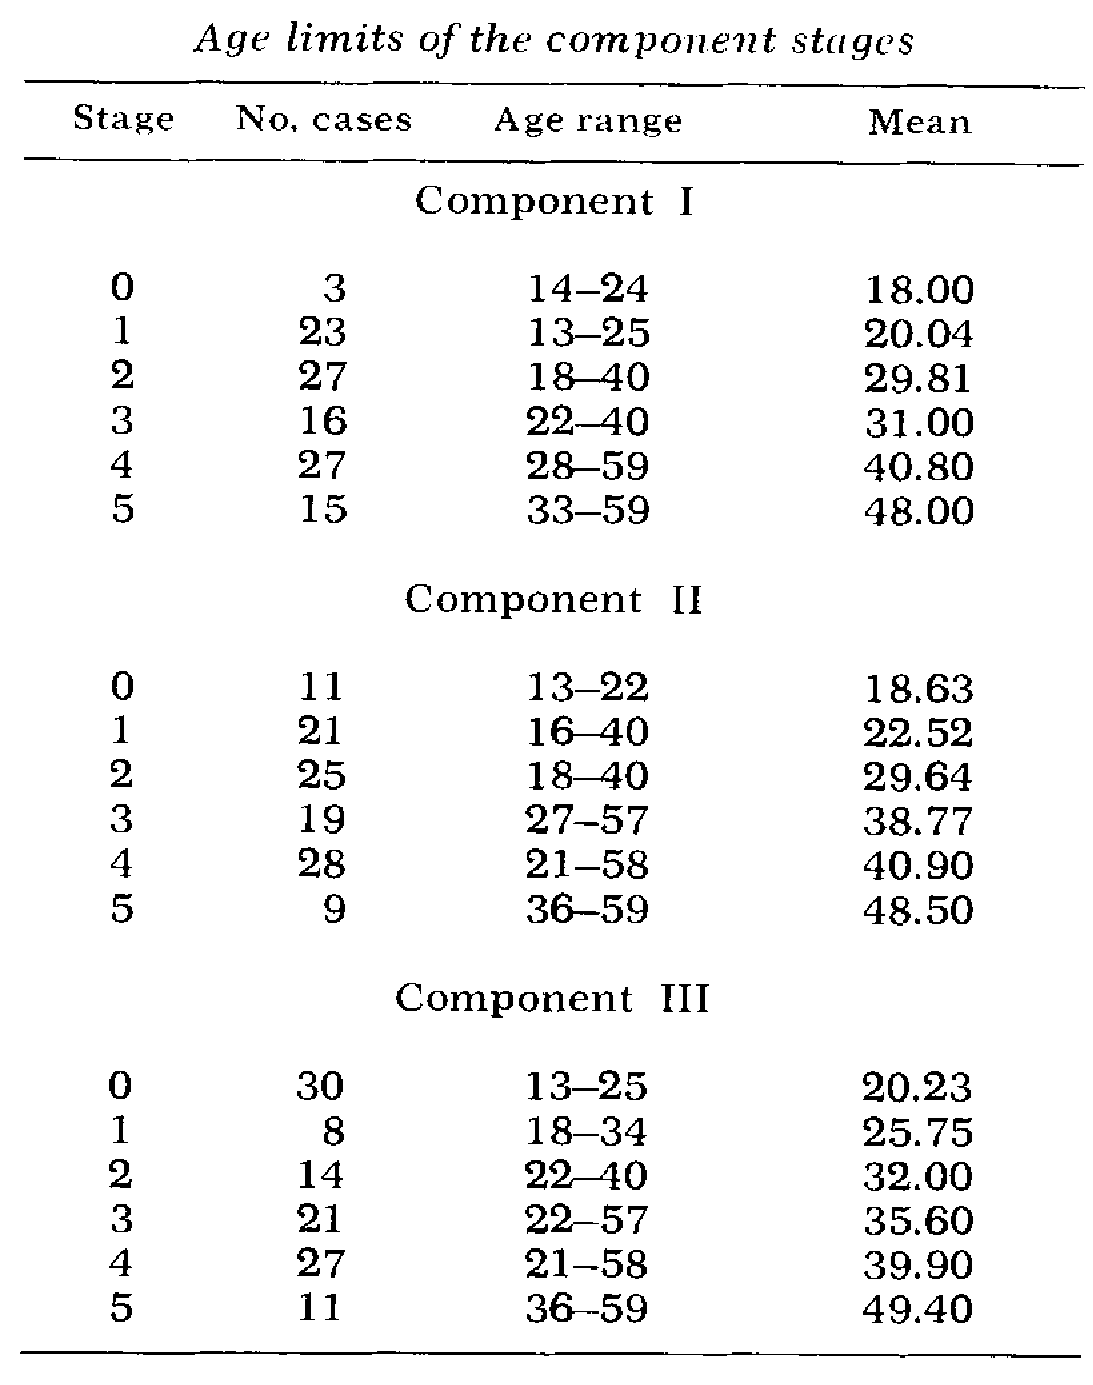 Age limits of the component stages
Stage No. cases Age range Mean
Component I
0 3 14–24 18.00
1 23 13–25 20.04
2 27 18–40 29.81
3 16 22–40 31.00
4 27 28–59 40.80
5 15 33–59 48.00
Component II
0 11 13–22 18.63
1 21 16–40 22.52
2 25 18–40 29.64
3 19 27–57 38.77
4 28 21–58 40.90
5 9 36–59 48.50
Component III
0 30 13–25 20.23
1 8 18–34 25.75
2 14 22–40 32.00
3 21 22–57 35.60
4 27 21–58 39.90
5 11 36–59 49.40